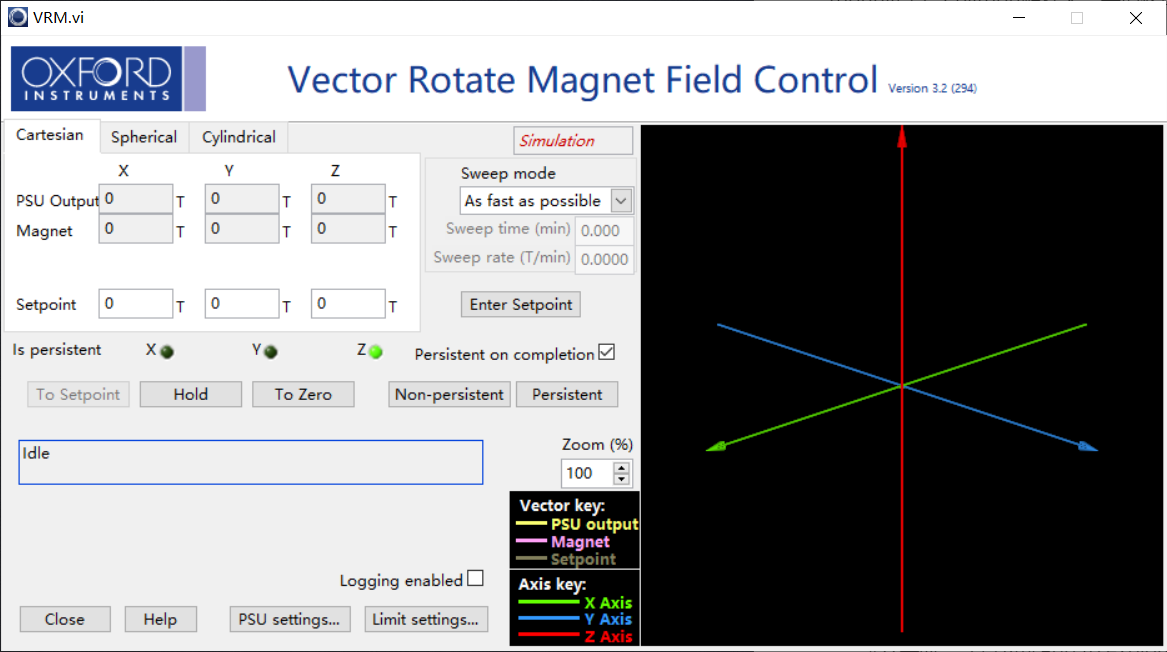 VRM.vi
OXFORD
INSTRUMENTS
Vector Rotate Magnet Field Control Version 3.2 (294)
Cartesian Spherical Cylindrical
Simulation
X Y Z
PSU Output 0 T 0 T 0 T
Magnet 0 T 0 T 0 T
Setpoint 0 T 0 T 0 T
Sweep mode
As fast as possible
Sweep time (min) 0.000
Sweep rate (T/min) 0.0000
Enter Setpoint
Is persistent X Y Z Persistent on completion
To Setpoint Hold To Zero Non-persistent Persistent
Idle
Zoom (%)
100
Vector key:
PSU output
Magnet
Setpoint
Axis key:
X Axis
Y Axis
Z Axis
Logging enabled
Close Help PSU settings... Limit settings...